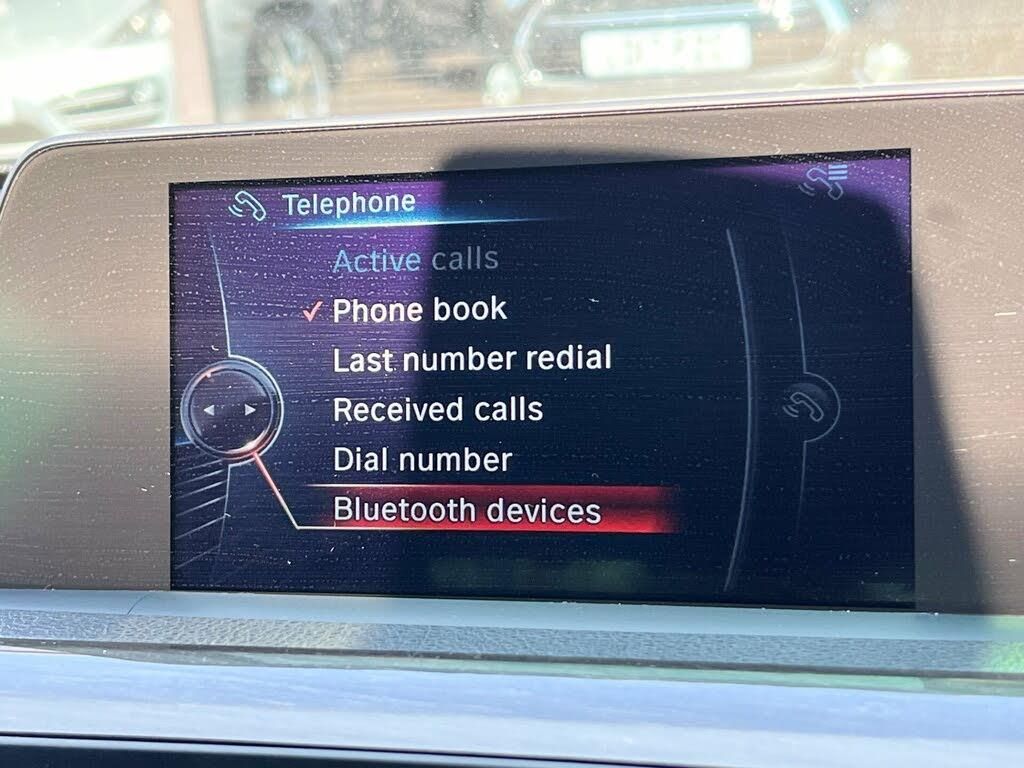 Telephone
Active calls
Phone book
Last number redial
Received calls
Dial number
Bluetooth devices